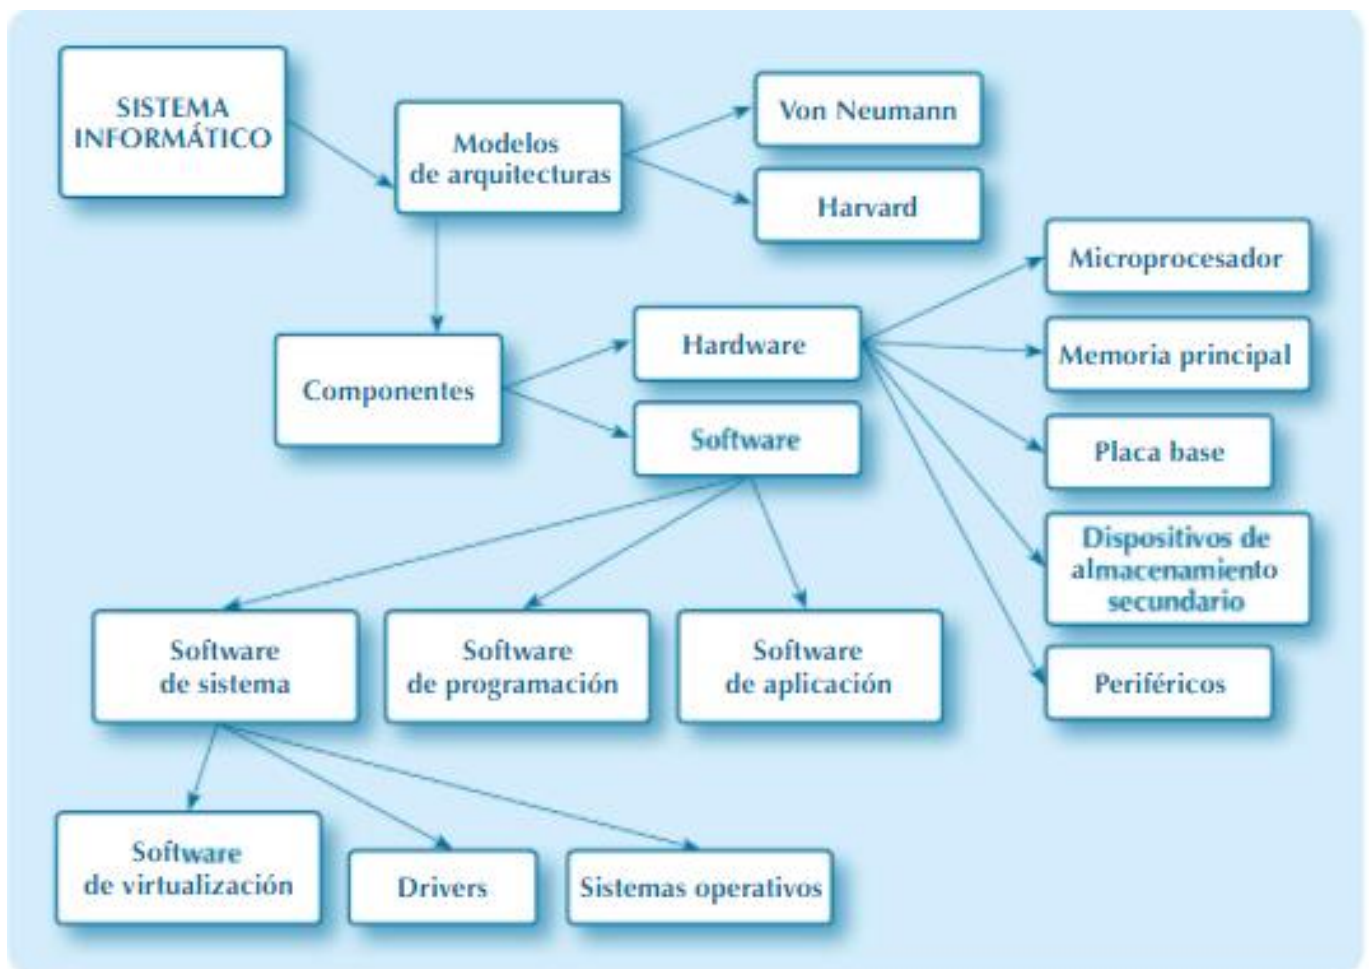 SISTEMA
INFORMÁTICO
Modelos
de arquitecturas
Von Neumann
Harvard
Componentes
Hardware
Software
Microprocesador
Memoria principal
Placa base
Dispositivos de
almacenamiento
secundario
Periféricos
Software
de sistema
Software
de programación
Software
de aplicación
Software
de virtualización
Drivers
Sistemas operativos